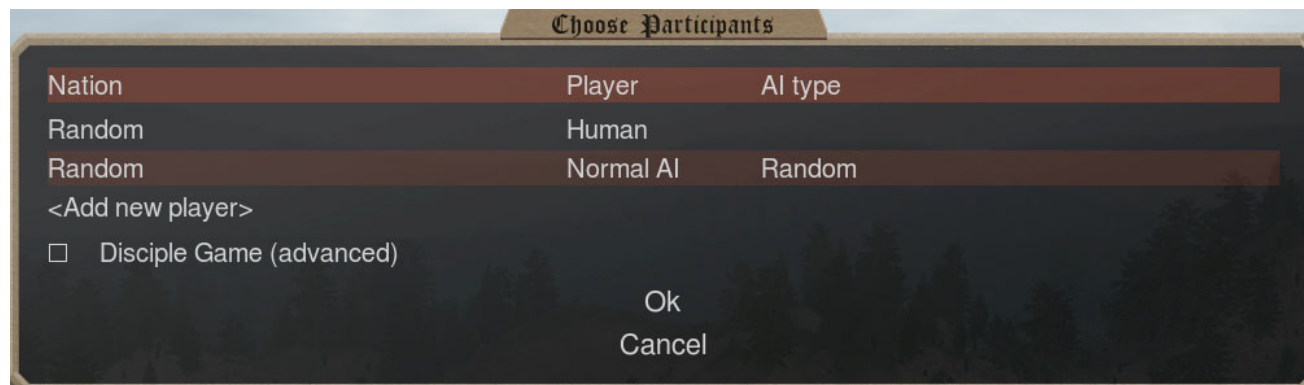 Choose Participants
Nation Player AI type
Random Human
Random Normal AI Random
<Add new player>
Disciple Game (advanced)
Ok
Cancel